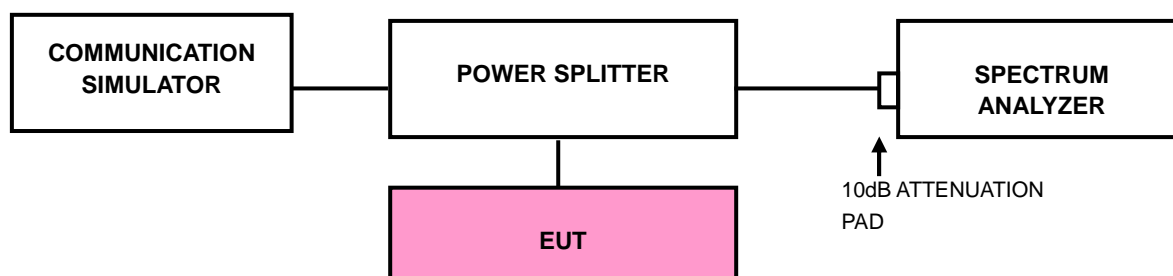 COMMUNICATION
SIMULATOR
POWER SPLITTER
SPECTRUM
ANALYZER
10dB ATTENUATION
PAD
EUT